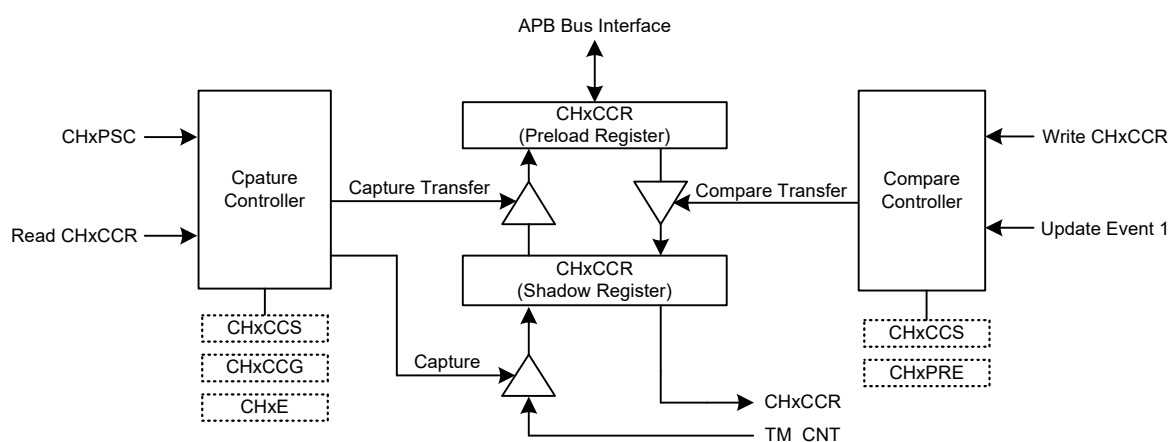 APB Bus Interface
CHxCCR
(Preload Register)
CHxPSC
Cpature
Controller
Read CHxCCR
Capture Transfer
Compare Transfer
Compare
Controller
Write CHxCCR
Update Event 1
CHxCCR
(Shadow Register)
CHxCCS
CHxCCG
CHxE
Capture
CHxCCS
CHxPRE
CHxCCR
TM_CNT